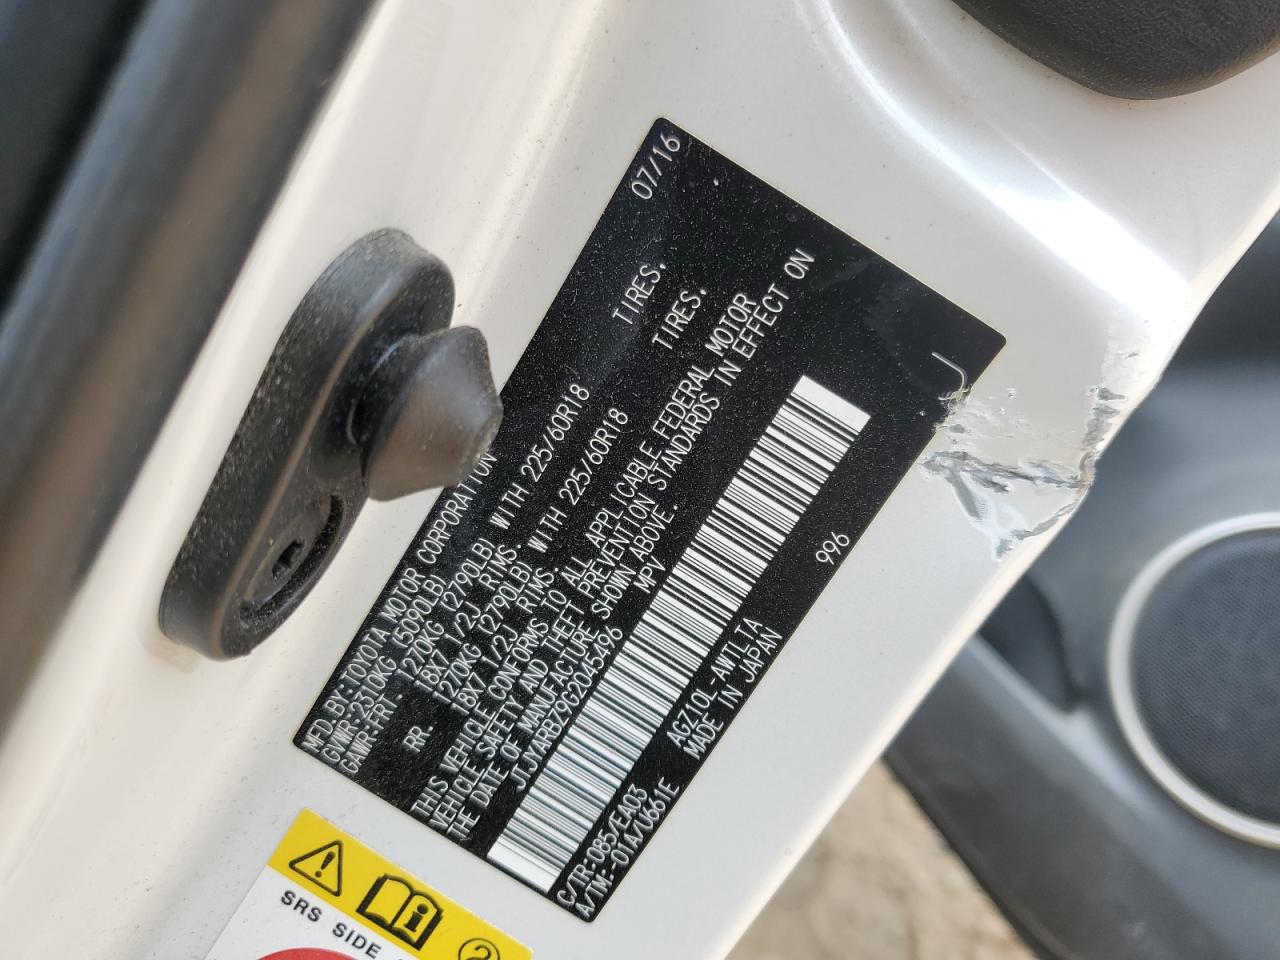 MFD.BY:TOYOTA MOTOR CORPORATION 07/16
GVWR:2310KG (5090LB)
GAWR:FRT. 1270KG (2790LB) WITH 225/60R18 TIRES.
18X7 1/2J RIMS.
RR. 1270KG (2790LB) WITH 225/60R18 TIRES.
18X7 1/2J RIMS.
THIS VEHICLE CONFORMS TO ALL APPLICABLE FEDERAL MOTOR
VEHICLE SAFETY AND THEFT PREVENTION STANDARDS IN EFFECT ON
THE DATE OF MANUFACTURE SHOWN ABOVE.
JTJYARBZ9G2045296 MPV
C/TR:085/EA03 AGZ10L-AWTLTA 996
A/TM:-01A/U661E MADE IN JAPAN
SRS SIDE